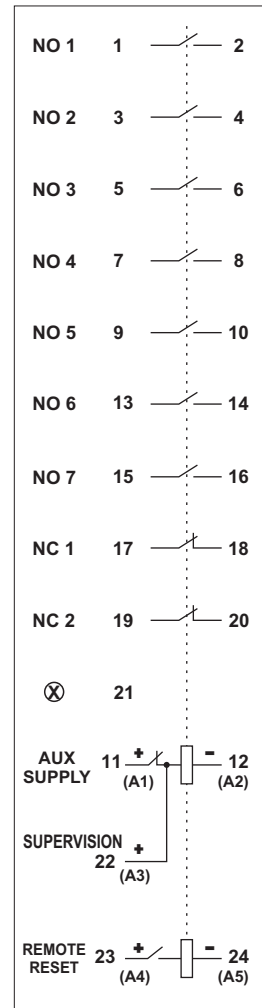 NO 1 1 2
NO 2 3 4
NO 3 5 6
NO 4 7 8
NO 5 9 10
NO 6 13 14
NO 7 15 16
NC 1 17 18
NC 2 19 20
Ⓧ 21
AUX SUPPLY 11 + - 12
(A1) (A2)
SUPERVISION +
22 (A3)
REMOTE RESET 23 + - 24
(A4) (A5)